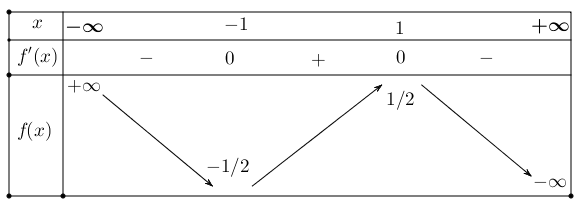 x −∞ −1 1 +∞
f′(x) − 0 + 0 −
+∞ 1/2
f(x)
−1/2 −∞